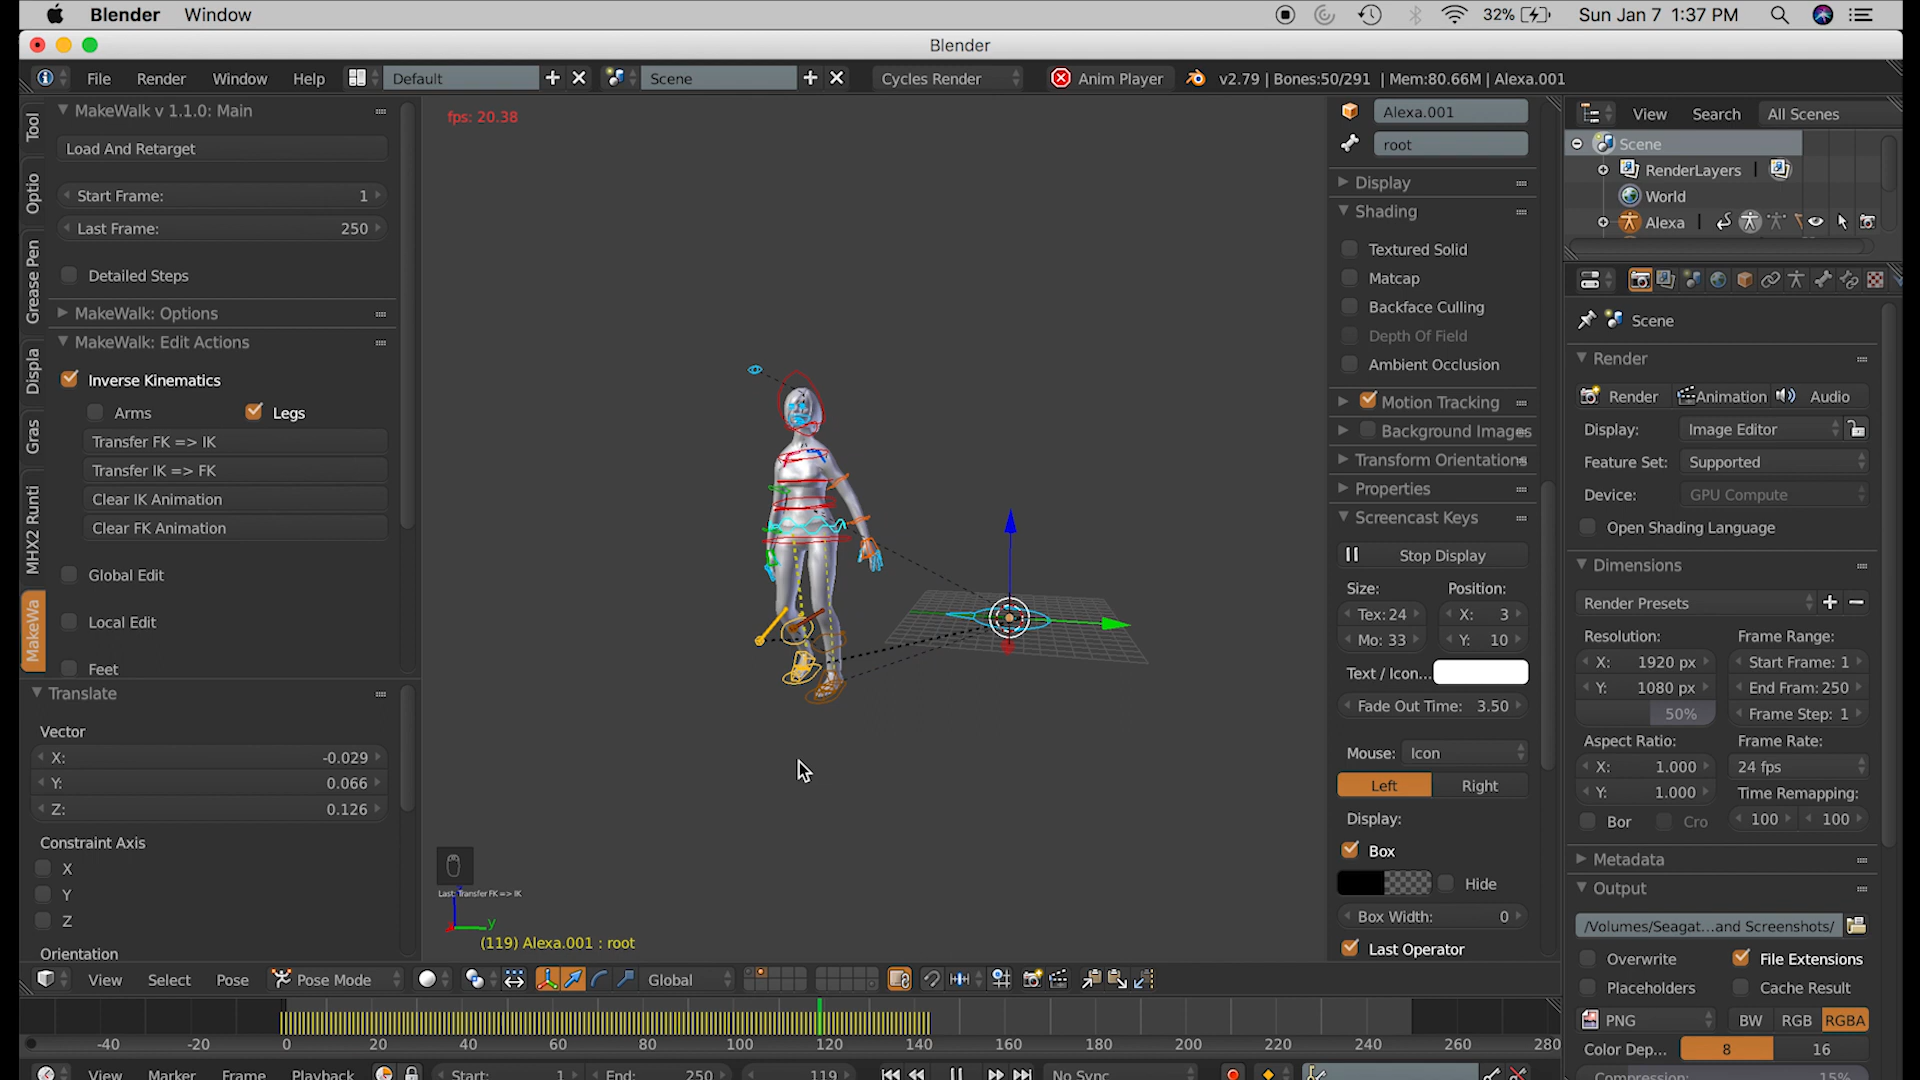 Blender Window 32% Sun Jan 7 1:37 PM
Blender
File Render Window Help Default Scene Cycles Render Anim Player v2.79 | Bones:50/291 | Mem:80.66M | Alexa.001
MakeWalk v 1.1.0: Main
Load And Retarget
Start Frame: 1
Last Frame: 250
Detailed Steps
MakeWalk: Options
MakeWalk: Edit Actions
Inverse Kinematics
Arms Legs
Transfer FK => IK
Transfer IK => FK
Clear IK Animation
Clear FK Animation
Global Edit
Local Edit
Feet
Tool
Optio
Grease Pen
Displa
Gras
MHX2 Runti
MakeWa
Translate
Vector
X: -0.029
Y: 0.066
Z: 0.126
Constraint Axis
X
Y
Z
Orientation
fps: 20.38
Last: Transfer FK => IK
y
(119) Alexa.001 : root
Alexa.001
root
Display
Shading
Textured Solid
Matcap
Backface Culling
Depth Of Field
Ambient Occlusion
Motion Tracking
Background Images
Transform Orientations
Properties
Screencast Keys
Stop Display
Size: Position:
Tex: 24 X: 3
Mo: 33 Y: 10
Text / Icon...
Fade Out Time: 3.50
Mouse: Icon
Left Right
Display:
Box
Hide
Box Width: 0
Last Operator
View Search All Scenes
Scene
RenderLayers
World
Alexa
Scene
Render
Render Animation Audio
Display: Image Editor
Feature Set: Supported
Device: GPU Compute
Open Shading Language
Dimensions
Render Presets
Resolution: Frame Range:
X: 1920 px Start Frame: 1
Y: 1080 px End Fram: 250
50% Frame Step: 1
Aspect Ratio: Frame Rate:
X: 1.000 24 fps
Y: 1.000 Time Remapping:
Bor Cro 100 100
Metadata
Output
/Volumes/Seagat...and Screenshots/
Overwrite File Extensions
Placeholders Cache Result
PNG BW RGB RGBA
Color Dep... 8 16
Compression: 15%
View Select Pose Pose Mode Global
-40 -20 0 20 40 60 80 100 120 140 160 180 200 220 240 260 280
View Marker Frame Playback Start: 1 End: 250 119 No Sync